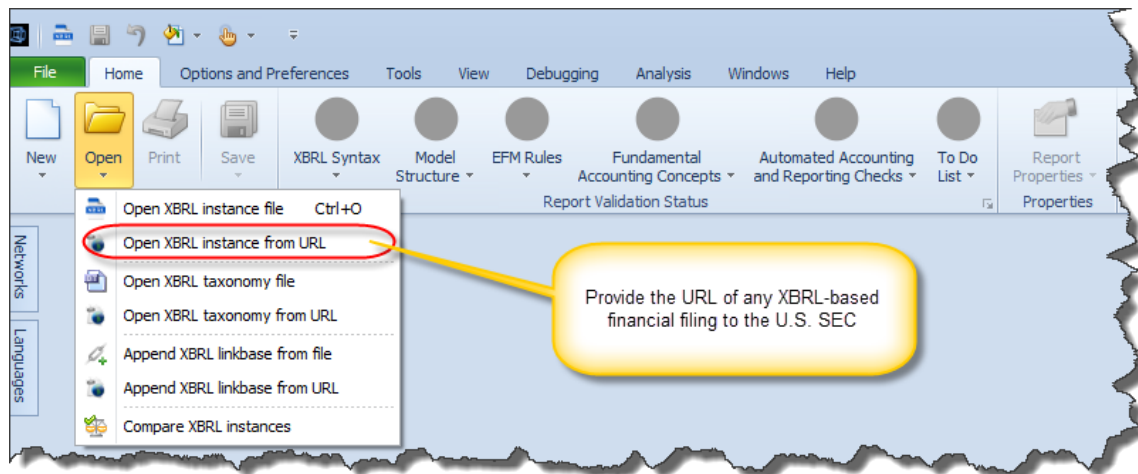 File Home Options and Preferences Tools View Debugging Analysis Windows Help
New Open Print Save XBRL Syntax Model Structure EFM Rules Fundamental Accounting Concepts Automated Accounting and Reporting Checks To Do List Report Properties
Report Validation Status Properties
Open XBRL instance file Ctrl+O
Open XBRL instance from URL
Open XBRL taxonomy file
Open XBRL taxonomy from URL
Append XBRL linkbase from file
Append XBRL linkbase from URL
Compare XBRL instances
Networks
Languages
Provide the URL of any XBRL-based
financial filing to the U.S. SEC